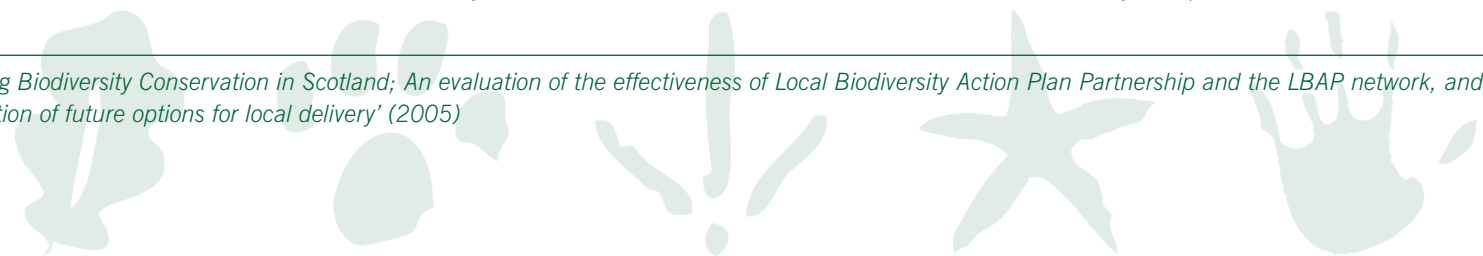 g Biodiversity Conservation in Scotland; An evaluation of the effectiveness of Local Biodiversity Action Plan Partnership and the LBAP network, and
tion of future options for local delivery’ (2005)